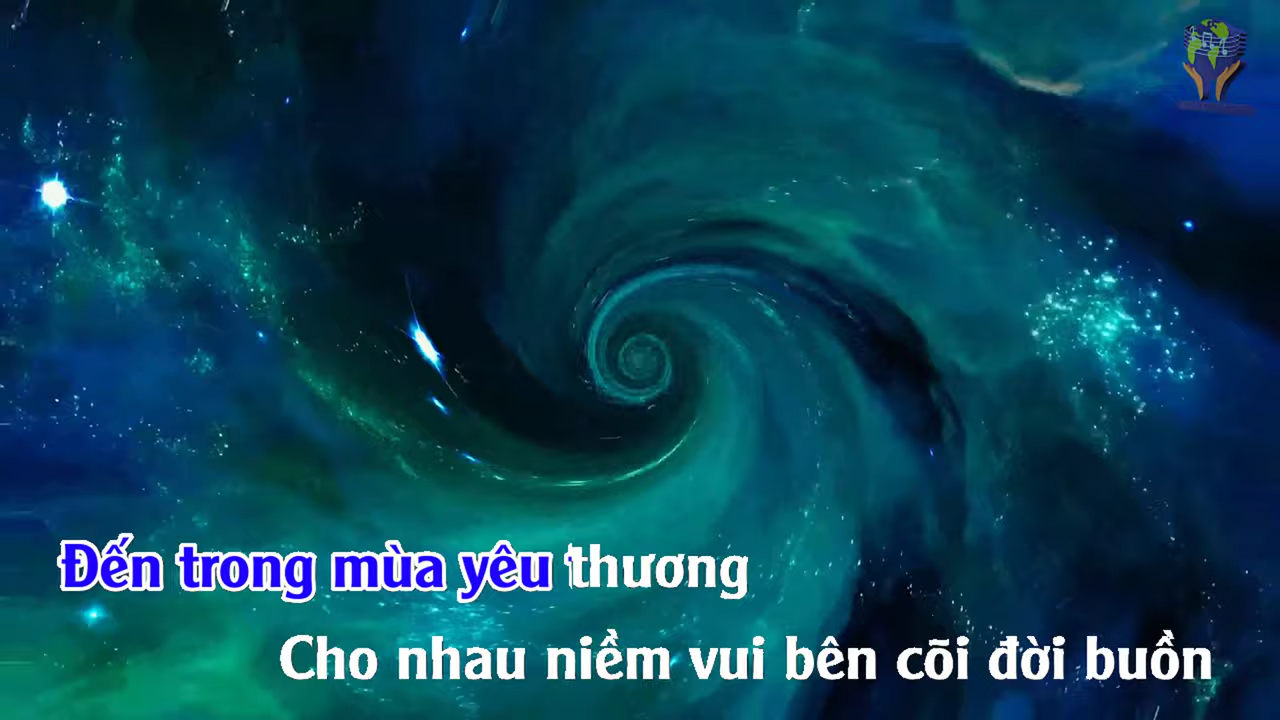 Đến trong mùa yêu thương
Cho nhau niềm vui bên cõi đời buồn